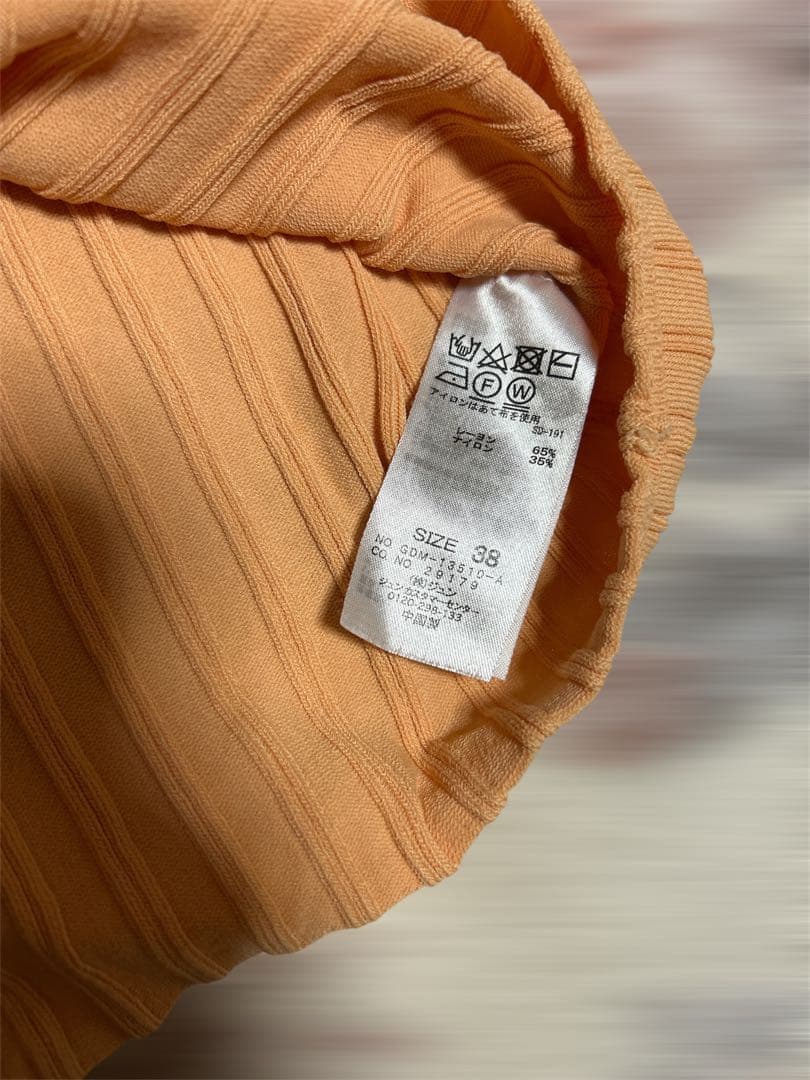 F W
アイロンはあて布を使用
SD-191
レーヨン 65%
ナイロン 35%
SIZE 38
NO GDM-13510-A
CO. NO 29179
(株)ジュン
ジュンカスタマーセンター
0120-298-133
中国製